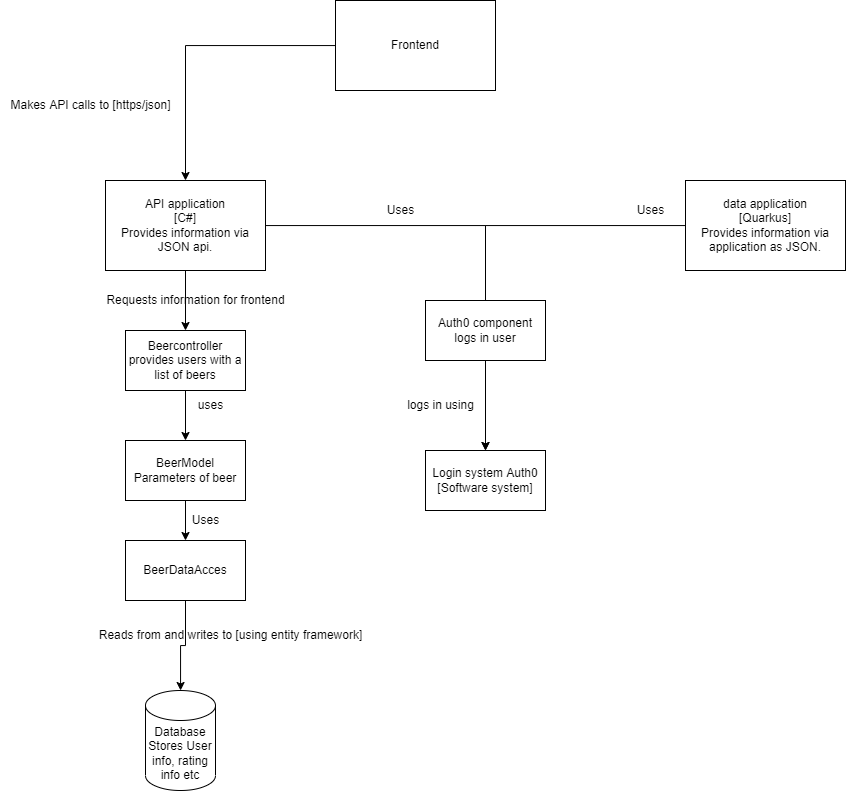 Frontend
Makes API calls to [https/json]
API application
[C#]
Provides information via
JSON api.
Uses
Uses
data application
[Quarkus]
Provides information via
application as JSON.
Requests information for frontend
Auth0 component
logs in user
Beercontroller
provides users with a
list of beers
uses
logs in using
BeerModel
Parameters of beer
Login system Auth0
[Software system]
Uses
BeerDataAcces
Reads from and writes to [using entity framework]
Database
Stores User
info, rating
info etc